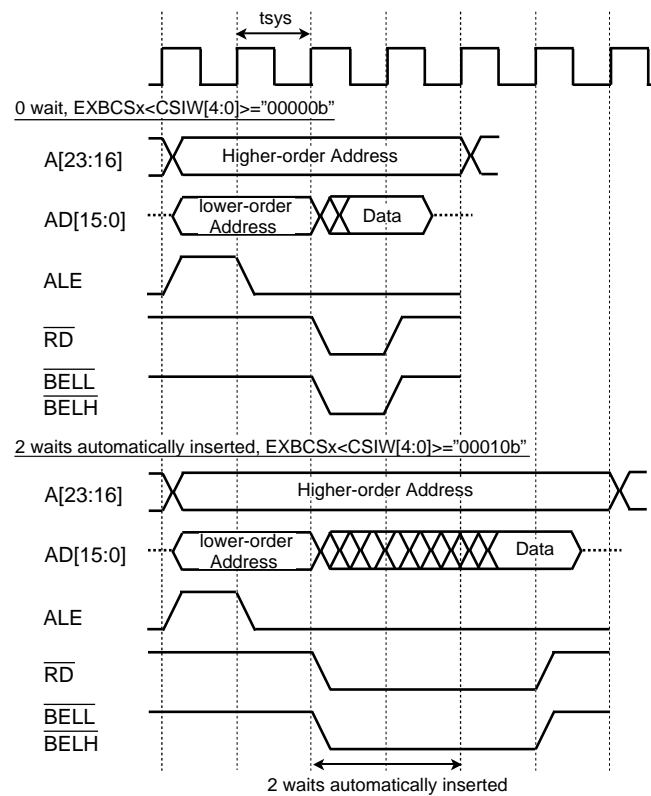 tsys
0 wait, EXBCSx<CSIW[4:0]>="00000b"
A[23:16]
Higher-order Address
AD[15:0]
lower-order
Address
Data
ALE
RD
BELL
BELH
2 waits automatically inserted, EXBCSx<CSIW[4:0]>="00010b"
A[23:16]
Higher-order Address
AD[15:0]
lower-order
Address
Data
ALE
RD
BELL
BELH
2 waits automatically inserted